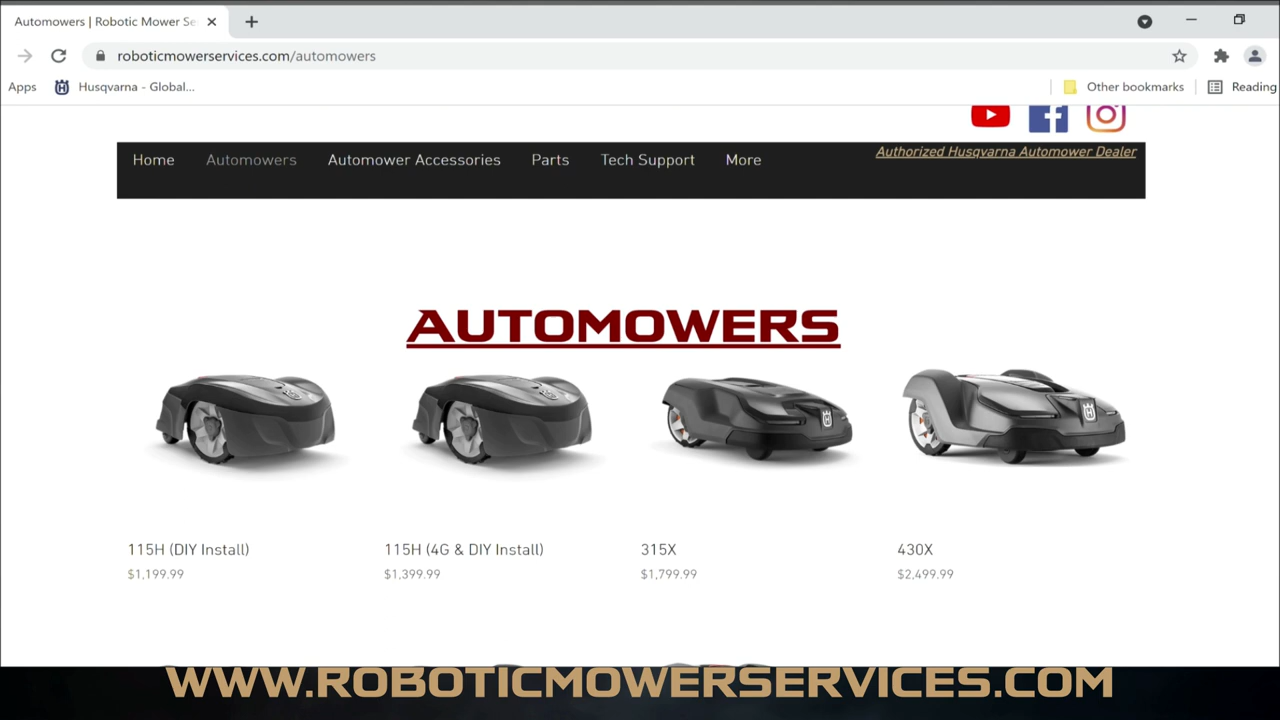 Automowers | Robotic Mower Se
roboticmowerservices.com/automowers
Apps Husqvarna - Global... Other bookmarks Reading
Home Automowers Automower Accessories Parts Tech Support More Authorized Husqvarna Automower Dealer
AUTOMOWERS
115H (DIY Install) 115H (4G & DIY Install) 315X 430X
$1,199.99 $1,399.99 $1,799.99 $2,499.99
WWW.ROBOTICMOWERSERVICES.COM